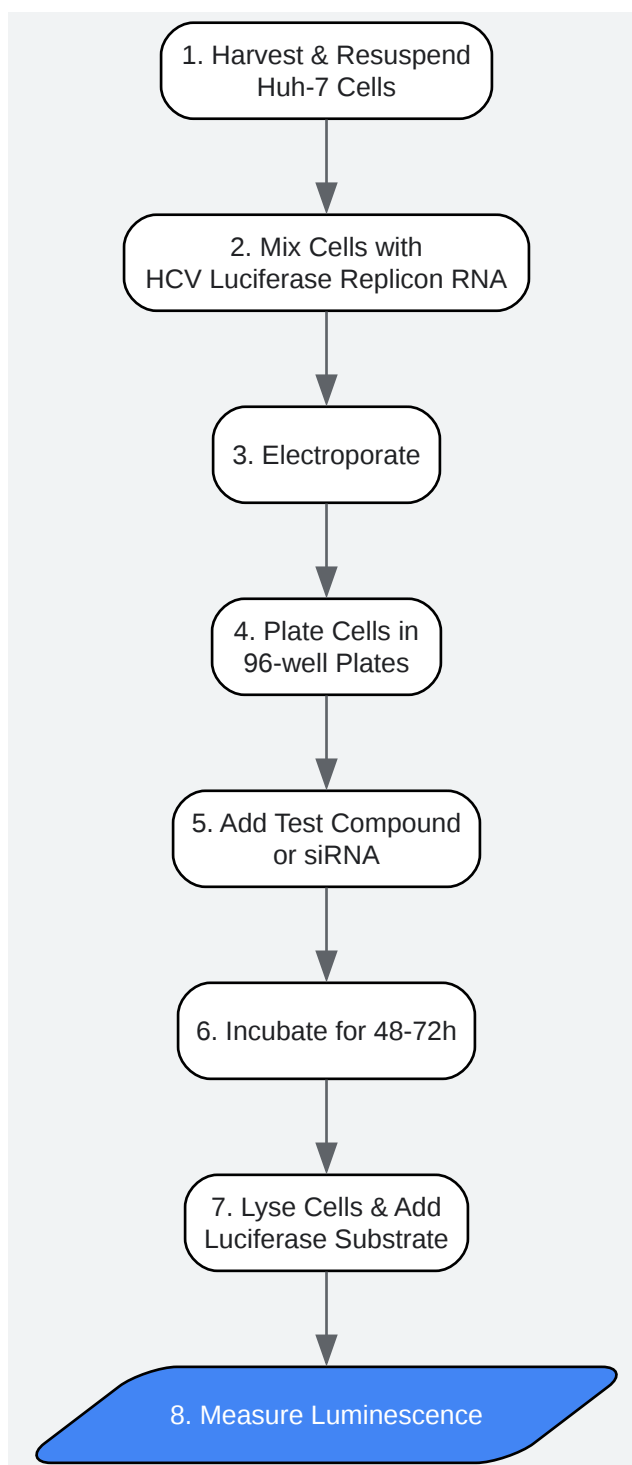 1. Harvest & Resuspend
Huh-7 Cells
2. Mix Cells with
HCV Luciferase Replicon RNA
3. Electroporate
4. Plate Cells in
96-well Plates
5. Add Test Compound
or siRNA
6. Incubate for 48-72h
7. Lyse Cells & Add
Luciferase Substrate
8. Measure Luminescence